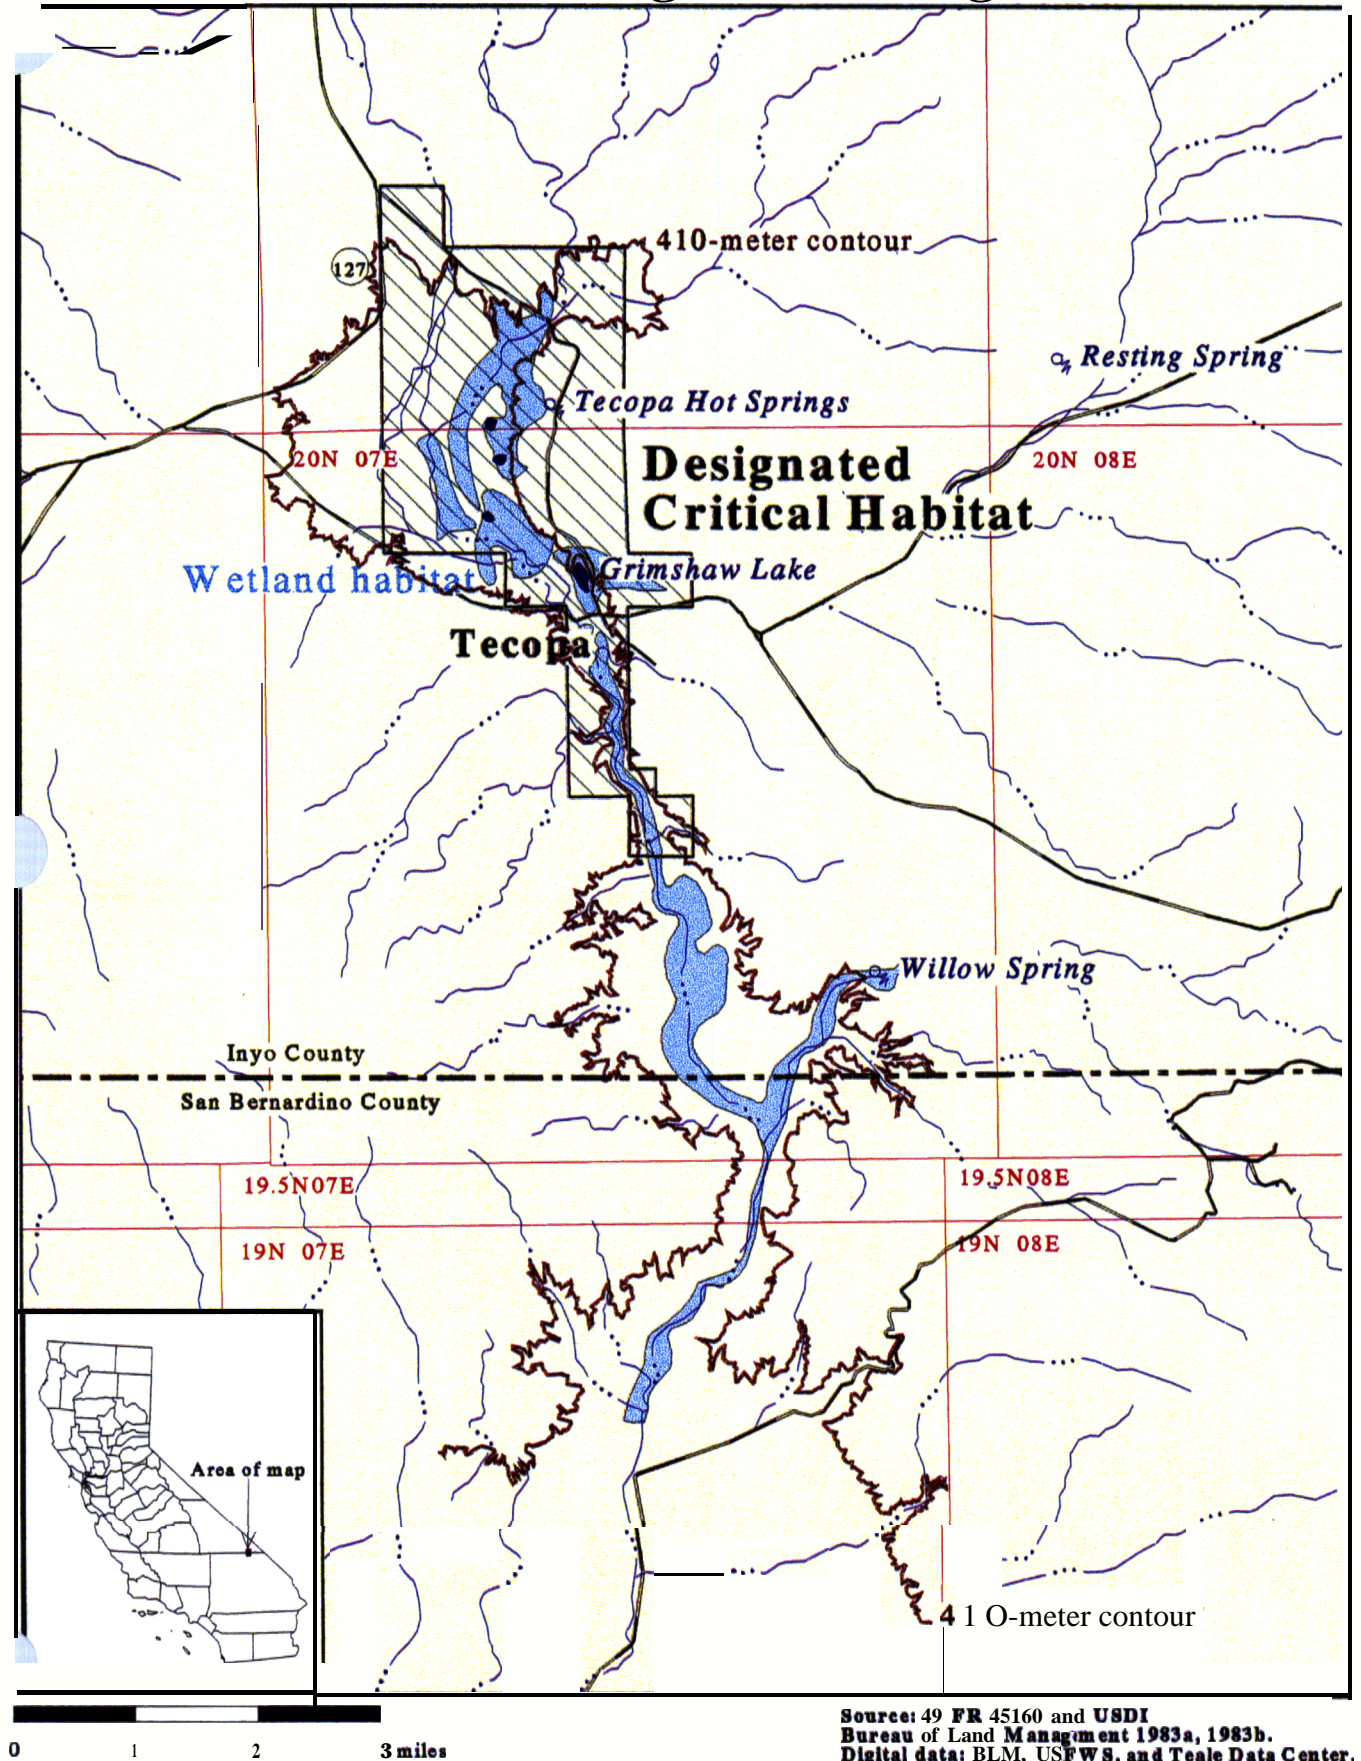 410-meter contour
127
Resting Spring
Tecopa Hot Springs
20N 07E
Designated
Critical Habitat
20N 08E
Wetland habitat
Grimshaw Lake
Tecopa
Willow Spring
Inyo County
San Bernardino County
19.5N07E
19.5N08E
19N 07E
19N 08E
Area of map
4 1 O-meter contour
0 1 2 3 miles
Source: 49 FR 45160 and USDI
Bureau of Land Management 1983a, 1983b.
Digital data: BLM, USFWS, and Teale Data Center.